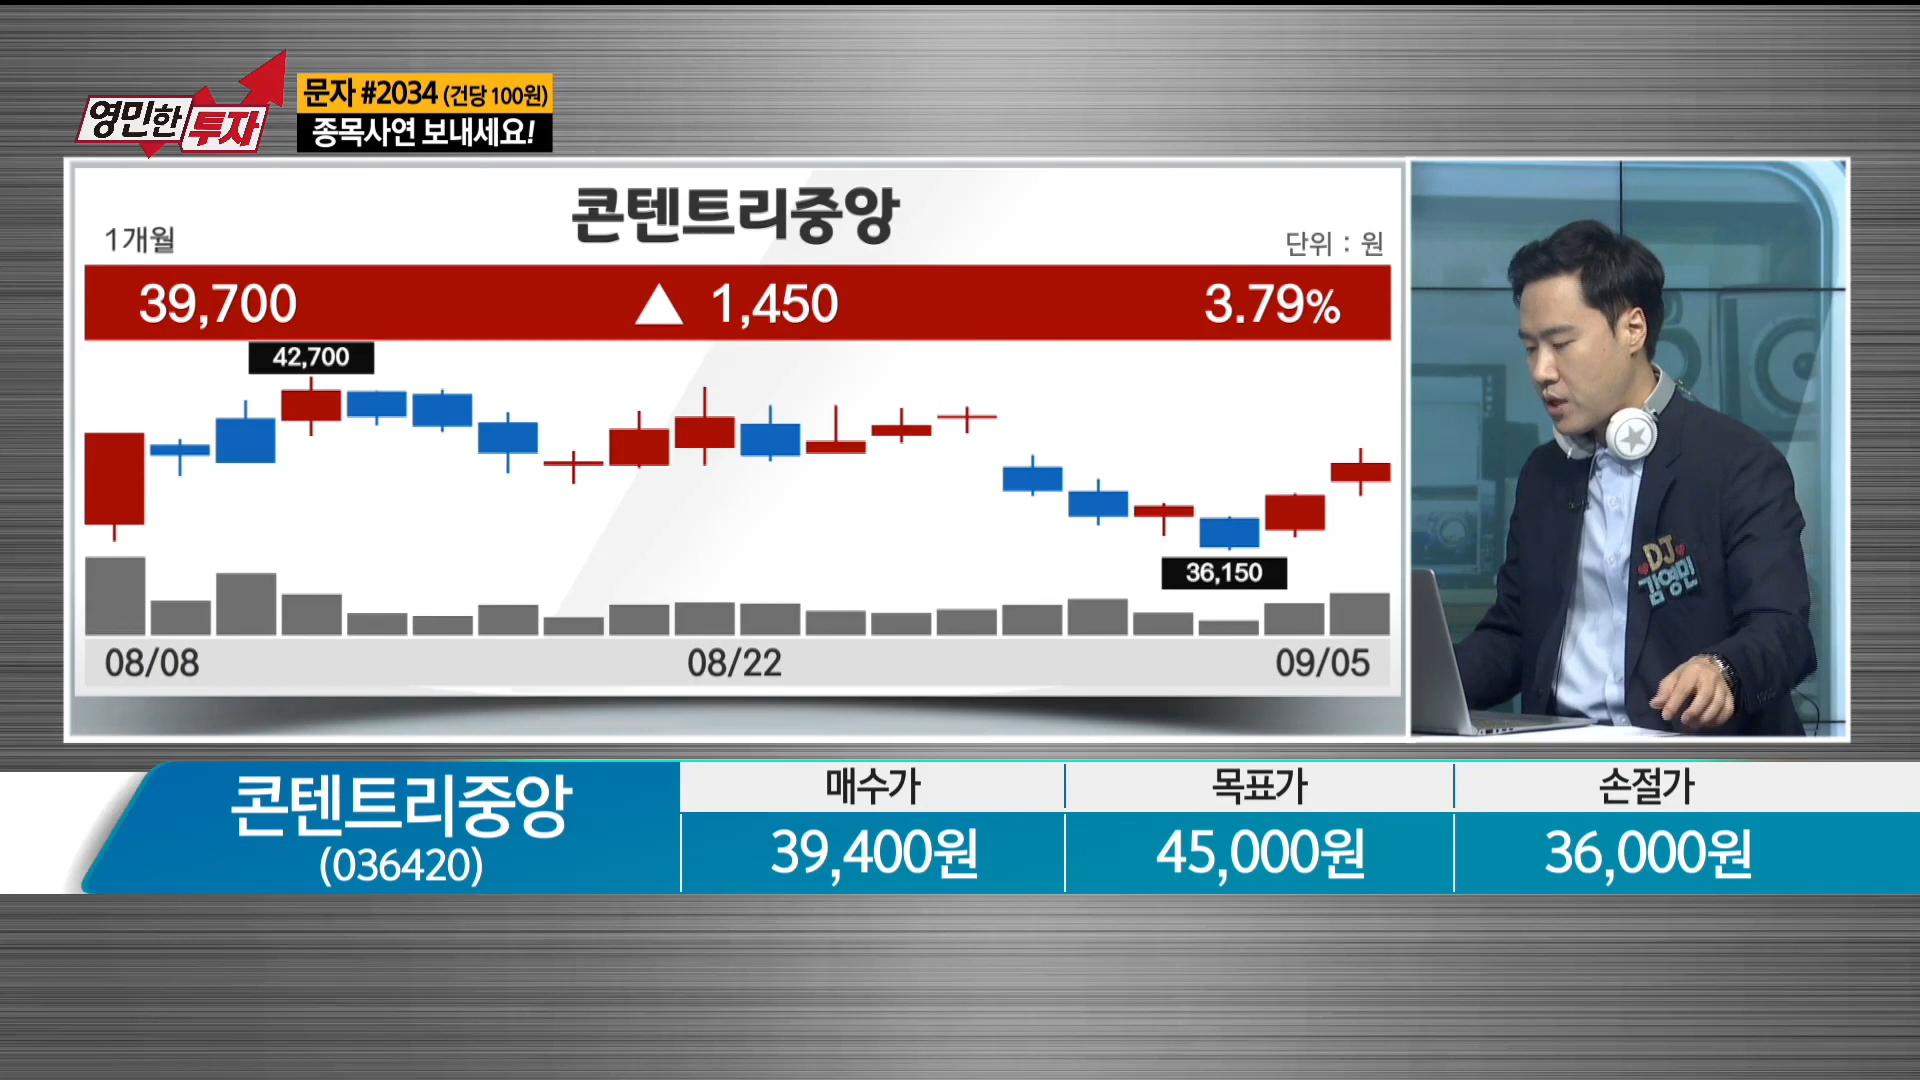 영민한 투자
문자 #2034 (건당 100원)
종목사연 보내세요!
콘텐트리중앙
1개월
단위 : 원
39,700 ▲ 1,450 3.79%
42,700
36,150
08/08 08/22 09/05
DJ
김영민
콘텐트리중앙
(036420)
매수가 목표가 손절가
39,400원 45,000원 36,000원